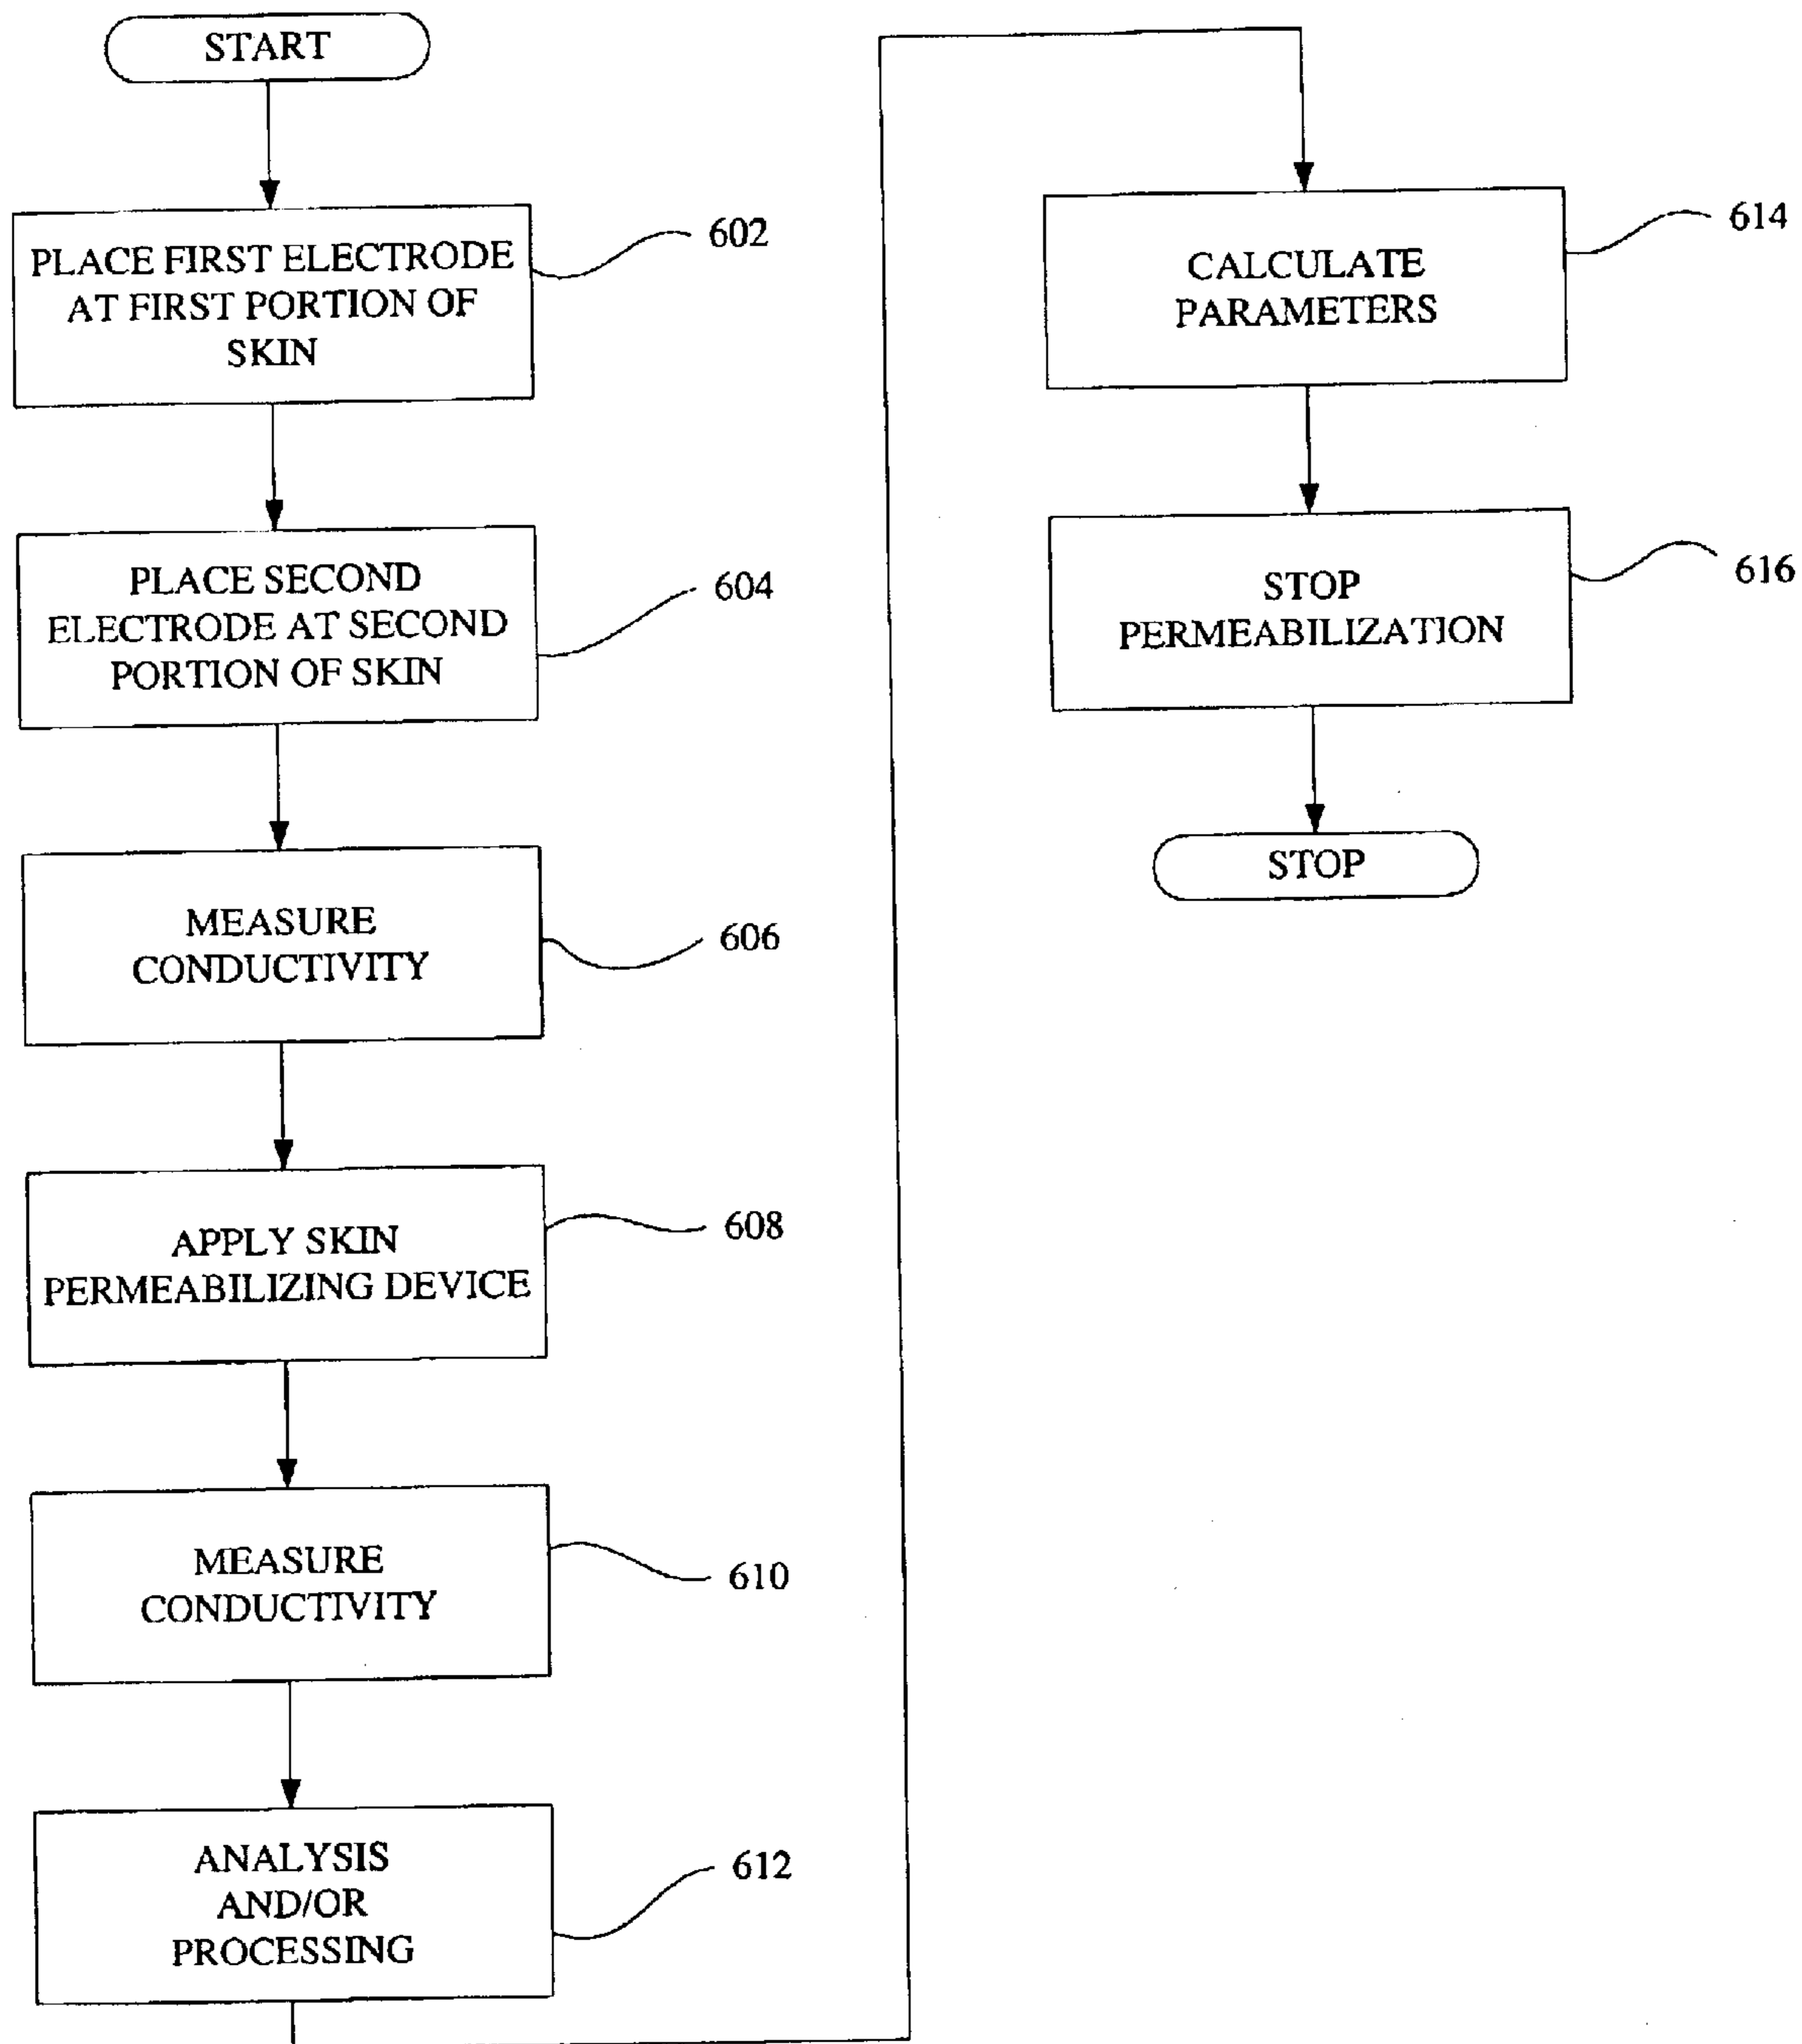 START
PLACE FIRST ELECTRODE
AT FIRST PORTION OF
SKIN
602
PLACE SECOND
ELECTRODE AT SECOND
PORTION OF SKIN
604
MEASURE
CONDUCTIVITY
606
APPLY SKIN
PERMEABILIZING DEVICE
608
MEASURE
CONDUCTIVITY
610
ANALYSIS
AND/OR
PROCESSING
612
CALCULATE
PARAMETERS
614
STOP
PERMEABILIZATION
616
STOP